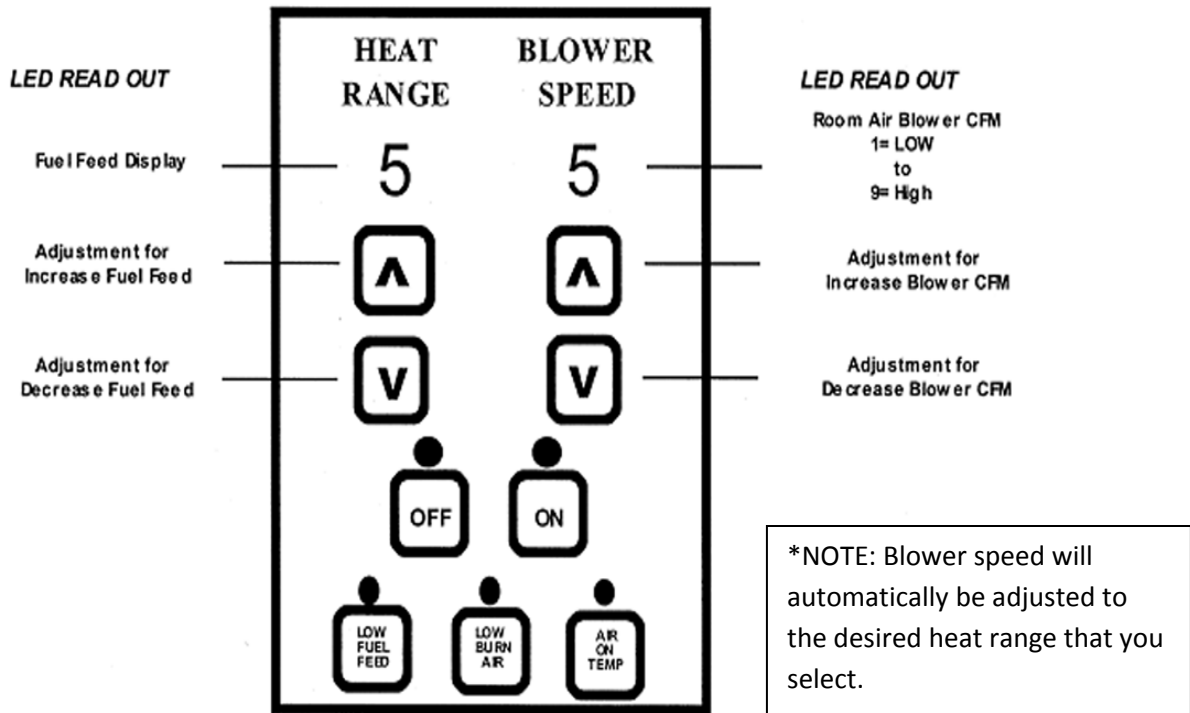 HEAT
RANGE
BLOWER
SPEED
LED READ OUT
LED READ OUT
Fuel Feed Display
5
5
Room Air Blower CFM
1= LOW
to
9= High
Adjustment for
Increase Fuel Feed
∧
∧
Adjustment for
Increase Blower CFM
Adjustment for
Decrease Fuel Feed
V
V
Adjustment for
Decrease Blower CFM
OFF
ON
LOW
FUEL
FEED
LOW
BURN
AIR
AIR
ON
TEMP
*NOTE: Blower speed will
automatically be adjusted to
the desired heat range that you
select.